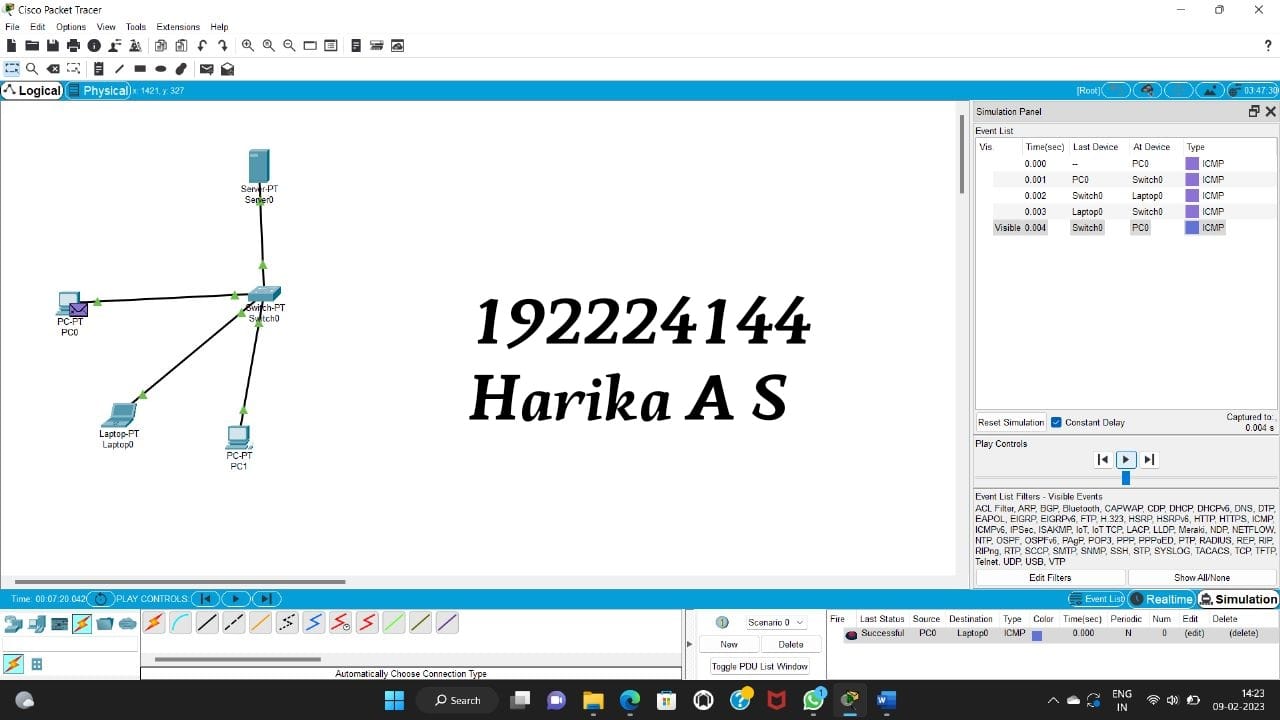 Cisco Packet Tracer
File Edit Options View Tools Extensions Help
?
Logical Physical x: 1421, y: 327 [Root] 03:47:30
Simulation Panel
Event List
Vis. Time(sec) Last Device At Device Type
0.000 -- PC0 ICMP
0.001 PC0 Switch0 ICMP
0.002 Switch0 Laptop0 ICMP
0.003 Laptop0 Switch0 ICMP
Visible 0.004 Switch0 PC0 ICMP
Server-PT
Server0
Switch-PT
Switch0
PC-PT
PC0
Laptop-PT
Laptop0
PC-PT
PC1
192224144
Harika A S
Reset Simulation Constant Delay Captured to:
0.004 s
Play Controls
Event List Filters - Visible Events
ACL Filter, ARP, BGP, Bluetooth, CAPWAP, CDP, DHCP, DHCPv6, DNS, DTP,
EAPOL, EIGRP, EIGRPv6, FTP, H.323, HSRP, HSRPv6, HTTP, HTTPS, ICMP,
ICMPv6, IPSec, ISAKMP, IoT, IoT TCP, LACP, LLDP, Meraki, NDP, NETFLOW,
NTP, OSPF, OSPFv6, PAgP, POP3, PPP, PPPoED, PTP, RADIUS, REP, RIP,
RIPng, RTP, SCCP, SMTP, SNMP, SSH, STP, SYSLOG, TACACS, TCP, TFTP,
Telnet, UDP, USB, VTP
Edit Filters Show All/None
Time: 00:07:20.042 PLAY CONTROLS: Event List Realtime Simulation
Scenario 0
New Delete
Toggle PDU List Window
Fire Last Status Source Destination Type Color Time(sec) Periodic Num Edit Delete
Successful PC0 Laptop0 ICMP 0.000 N 0 (edit) (delete)
Automatically Choose Connection Type
Search
1
ENG
IN
14:23
09-02-2023